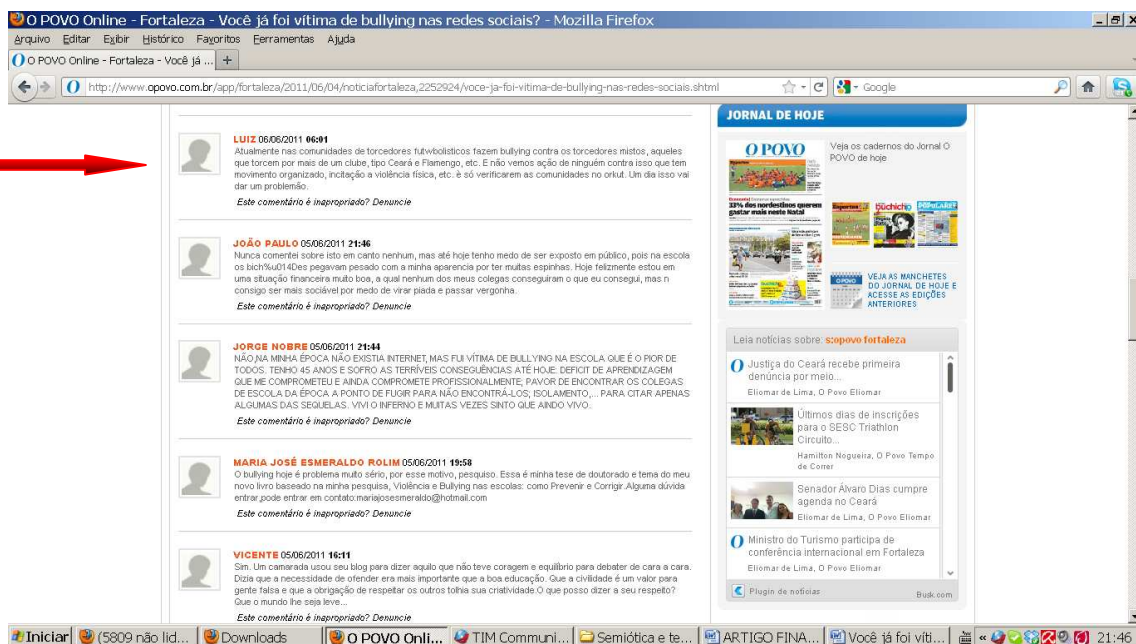 O POVO Online - Fortaleza - Você já foi vítima de bullying nas redes sociais? - Mozilla Firefox
Arquivo Editar Exibir Histórico Favoritos Ferramentas Ajuda
O POVO Online - Fortaleza - Você já ...
http://www.opovo.com.br/app/fortaleza/2011/06/04/noticiafortaleza,2252924/voce-ja-foi-vitima-de-bullying-nas-redes-sociais.shtml
Google
LUIZ 06/06/2011 06:01
Atualmente nas comunidades de torcedores futwbolisticos fazem bullying contra os torcedores mistos, aqueles
que torcem por mais de um clube, tipo Ceará e Flamengo, etc. E não vemos ação de ninguém contra isso que tem
movimento organizado, incitação a violência física, etc. è só verificarem as comunidades no orkut. Um dia isso vai
dar um problemão.
Este comentário é inapropriado? Denuncie
JOÃO PAULO 05/06/2011 21:46
Nunca comentei sobre isto em canto nenhum, mas até hoje tenho medo de ser exposto em público, pois na escola
os bich%u014Des pegavam pesado com a minha aparencia por ter muitas espinhas. Hoje felizmente estou em
uma situação financeira muito boa, a qual nenhum dos meus colegas conseguiram o que eu consegui, mas n
consigo ser mais sociável por medo de virar piada e passar vergonha.
Este comentário é inapropriado? Denuncie
JORGE NOBRE 05/06/2011 21:44
NÃO,NA MINHA ÉPOCA NÃO EXISTIA INTERNET, MAS FUI VÍTIMA DE BULLYING NA ESCOLA QUE É O PIOR DE
TODOS. TENHO 45 ANOS E SOFRO AS TERRÍVEIS CONSEGUÊNCIAS ATÉ HOJE: DEFICIT DE APRENDIZAGEM
QUE ME COMPROMETEU E AINDA COMPROMETE PROFISSIONALMENTE; PAVOR DE ENCONTRAR OS COLEGAS
DE ESCOLA DA ÉPOCA A PONTO DE FUGIR PARA NÃO ENCONTRÁ-LOS; ISOLAMENTO,... PARA CITAR APENAS
ALGUMAS DAS SEQUELAS. VIVI O INFERNO E MUITAS VEZES SINTO QUE AINDO VIVO.
Este comentário é inapropriado? Denuncie
MARIA JOSÉ ESMERALDO ROLIM 05/06/2011 19:58
O bullying hoje é problema muito sério, por esse motivo, pesquiso. Essa é minha tese de doutorado e tema do meu
novo livro baseado na minha pesquisa, Violência e Bullying nas escolas: como Prevenir e Corrigir.Alguma dúvida
entrar,pode entrar em contato:mariajosesmeraldo@hotmail.com
Este comentário é inapropriado? Denuncie
VICENTE 05/06/2011 16:11
Sim. Um camarada usou seu blog para dizer aquilo que não teve coragem e equilíbrio para debater de cara a cara.
Dizia que a necessidade de ofender era mais importante que a boa educação. Que a civilidade é um valor para
gente falsa e que a obrigação de respeitar os outros tolhia sua criatividade.O que posso dizer a seu respeito?
Que o mundo lhe seja leve...
Este comentário é inapropriado? Denuncie
JORNAL DE HOJE
O POVO
33% dos nordestinos querem
gastar mais neste Natal
Veja os cadernos do Jornal O
POVO de hoje
Esportes
buchicho
POPULARES
VEJA AS MANCHETES
DO JORNAL DE HOJE E
ACESSE AS EDIÇÕES
ANTERIORES
Leia notícias sobre: s:opovo fortaleza
Justiça do Ceará recebe primeira
denúncia por meio...
Eliomar de Lima, O Povo Eliomar
Últimos dias de inscrições
para o SESC Triathlon
Circuito...
Hamilton Nogueira, O Povo Tempo
de Correr
Senador Álvaro Dias cumpre
agenda no Ceará
Eliomar de Lima, O Povo Eliomar
Ministro do Turismo participa de
conferência internacional em Fortaleza
Eliomar de Lima, O Povo Eliomar
Plugin de notícias
Busk.com
Iniciar (5809 não lid... Downloads O POVO Onli... TIM Communi... Semiótica e te... ARTIGO FINA... Você já foi víti... 21:46